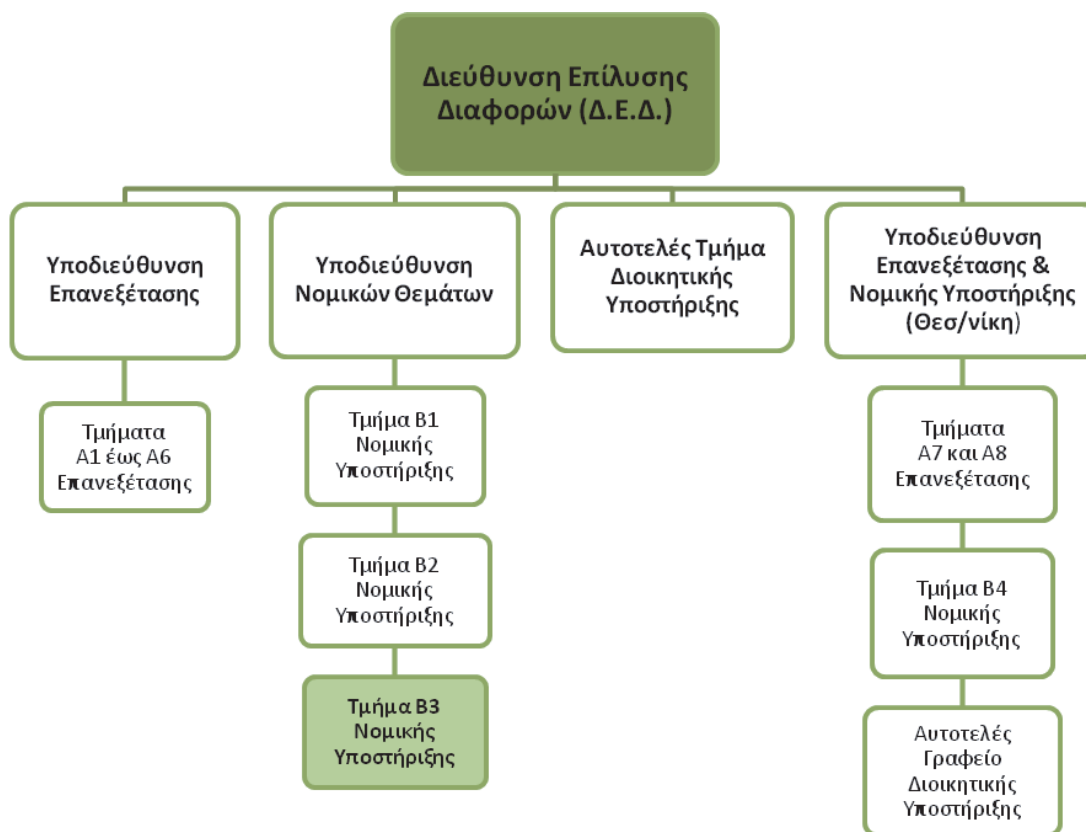 Διεύθυνση Επίλυσης
Διαφορών (Δ.Ε.Δ.)
Υποδιεύθυνση
Επανεξέτασης
Υποδιεύθυνση
Νομικών Θεμάτων
Αυτοτελές Τμήμα
Διοικητικής
Υποστήριξης
Υποδιεύθυνση
Επανεξέτασης &
Νομικής Υποστήριξης
(Θεσ/νίκη)
Τμήματα
Α1 έως Α6
Επανεξέτασης
Τμήμα Β1
Νομικής
Υποστήριξης
Τμήμα Β2
Νομικής
Υποστήριξης
Τμήμα Β3
Νομικής
Υποστήριξης
Τμήματα
Α7 και Α8
Επανεξέτασης
Τμήμα Β4
Νομικής
Υποστήριξης
Αυτοτελές
Γραφείο
Διοικητικής
Υποστήριξης